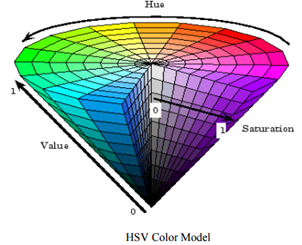 Hue
1
0
1
Saturation
Value
0
HSV Color Model